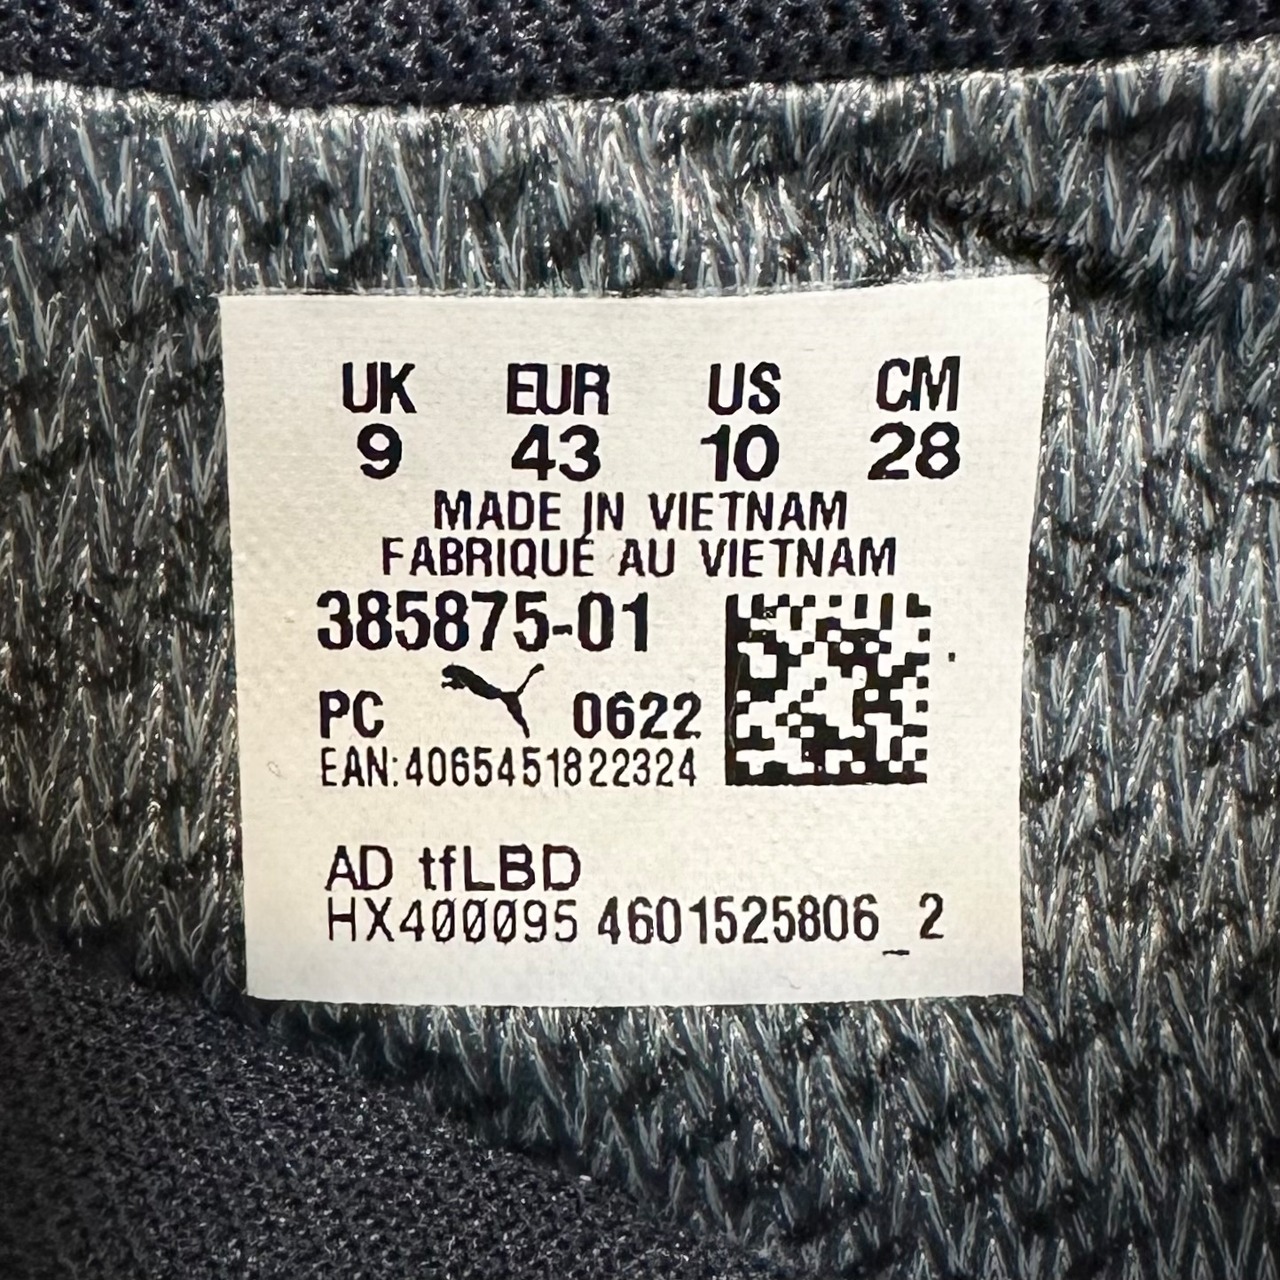 UK EUR US CM
9 43 10 28
MADE IN VIETNAM
FABRIQUÉ AU VIETNAM
385875-01
PC 0622
EAN:4065451822324
AD tfLBD
HX400095 4601525806_2